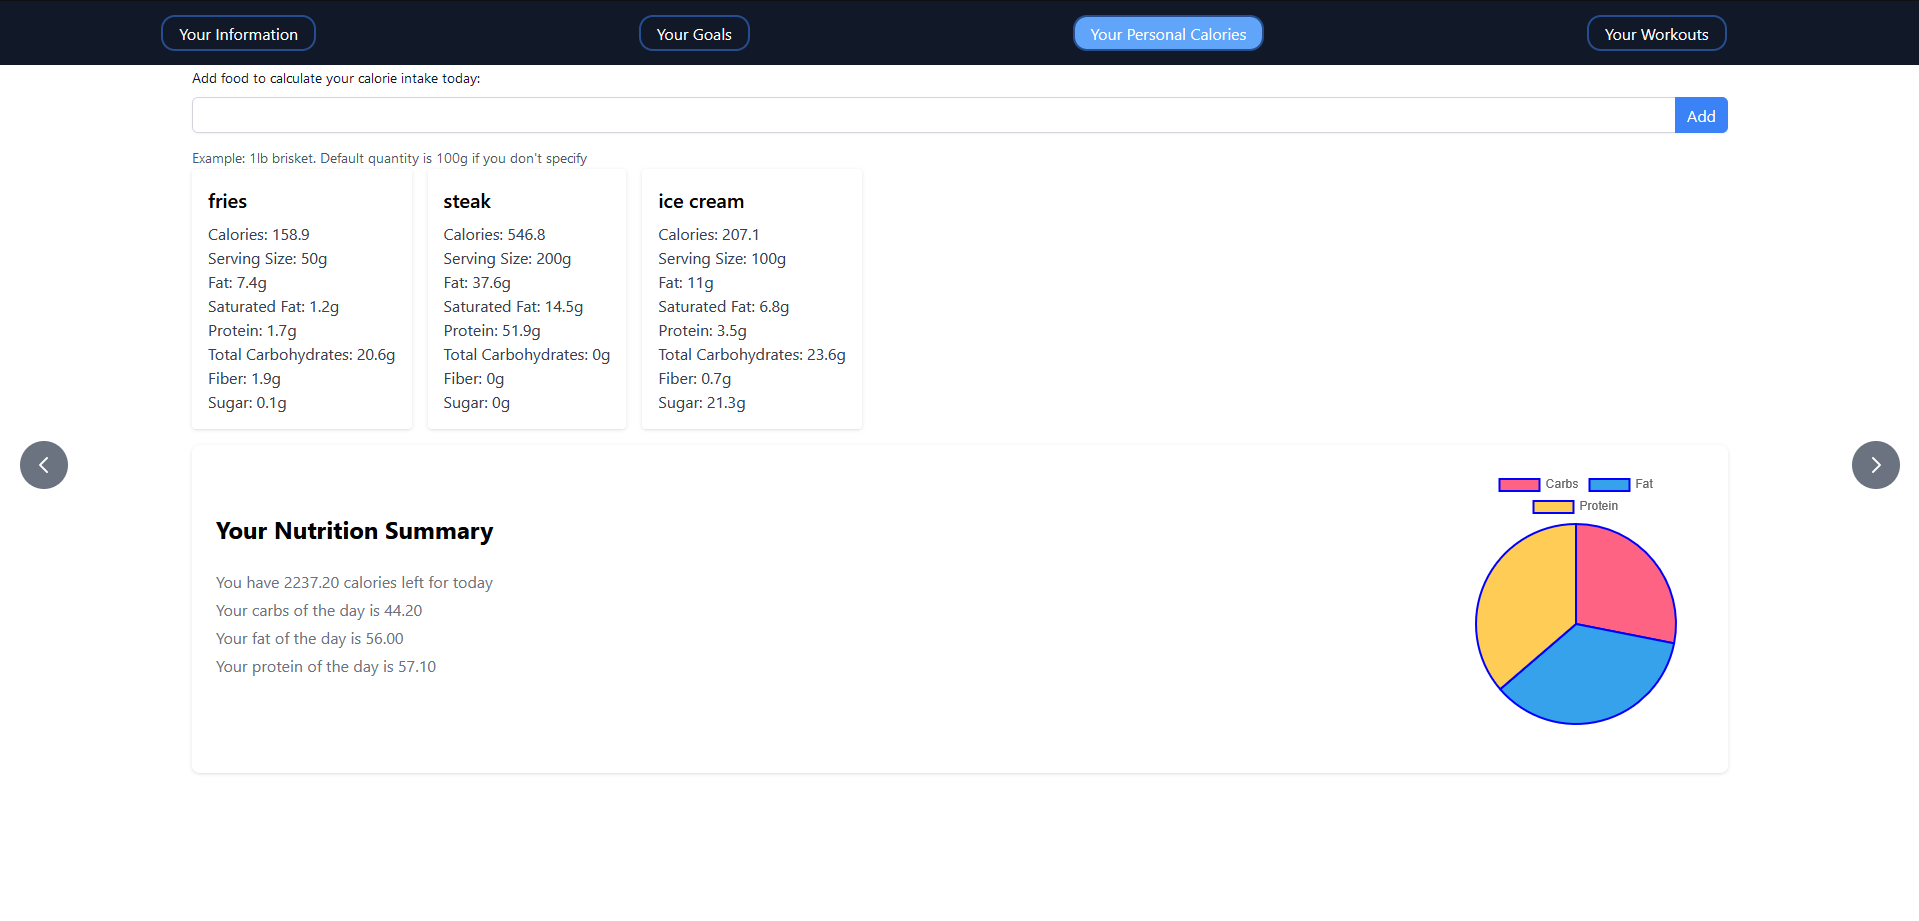 Your Information
Your Goals
Your Personal Calories
Your Workouts
Add food to calculate your calorie intake today:
Add
Example: 1lb brisket. Default quantity is 100g if you don't specify
fries
Calories: 158.9
Serving Size: 50g
Fat: 7.4g
Saturated Fat: 1.2g
Protein: 1.7g
Total Carbohydrates: 20.6g
Fiber: 1.9g
Sugar: 0.1g
steak
Calories: 546.8
Serving Size: 200g
Fat: 37.6g
Saturated Fat: 14.5g
Protein: 51.9g
Total Carbohydrates: 0g
Fiber: 0g
Sugar: 0g
ice cream
Calories: 207.1
Serving Size: 100g
Fat: 11g
Saturated Fat: 6.8g
Protein: 3.5g
Total Carbohydrates: 23.6g
Fiber: 0.7g
Sugar: 21.3g
Your Nutrition Summary
You have 2237.20 calories left for today
Your carbs of the day is 44.20
Your fat of the day is 56.00
Your protein of the day is 57.10
Carbs
Fat
Protein